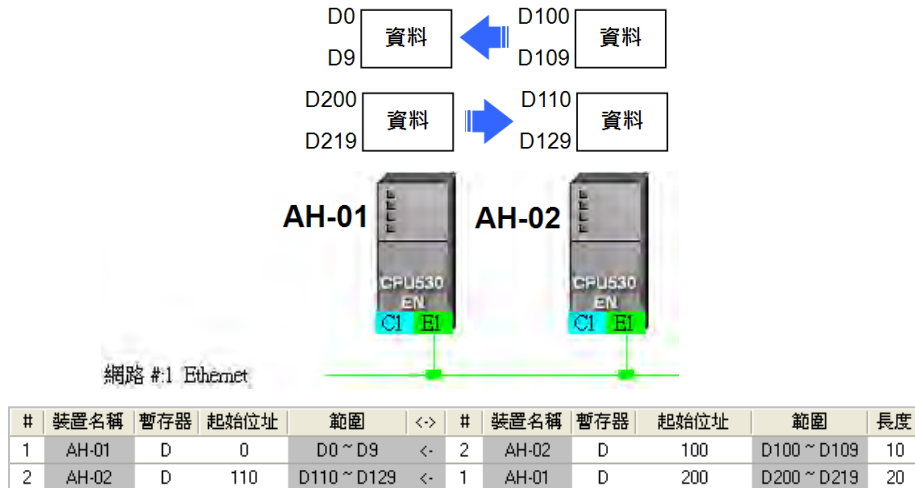 D0 資料 D100 資料
D9 D109
D200 資料 D110 資料
D219 D129
AH-01 AH-02
CPU530 CPU530
EN EN
C1 E1 C1 E1
網路 #:1 Ethernet
# 裝置名稱 暫存器 起始位址 範圍 <-> # 裝置名稱 暫存器 起始位址 範圍 長度
1 AH-01 D 0 D0 ~ D9 <- 2 AH-02 D 100 D100 ~ D109 10
2 AH-02 D 110 D110 ~ D129 <- 1 AH-01 D 200 D200 ~ D219 20